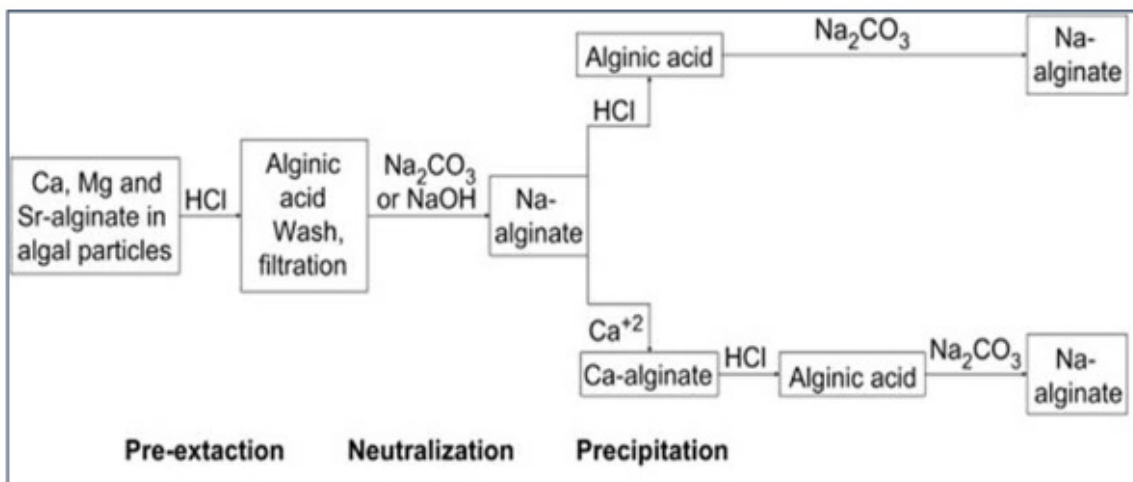 Ca, Mg and
Sr-alginate in
algal particles
HCl
Alginic
acid
Wash,
filtration
Na₂CO₃
or NaOH
Na-
alginate
HCl
Alginic acid
Na₂CO₃
Na-
alginate
Ca⁺²
Ca-alginate
HCl
Alginic acid
Na₂CO₃
Na-
alginate
Pre-extaction
Neutralization
Precipitation